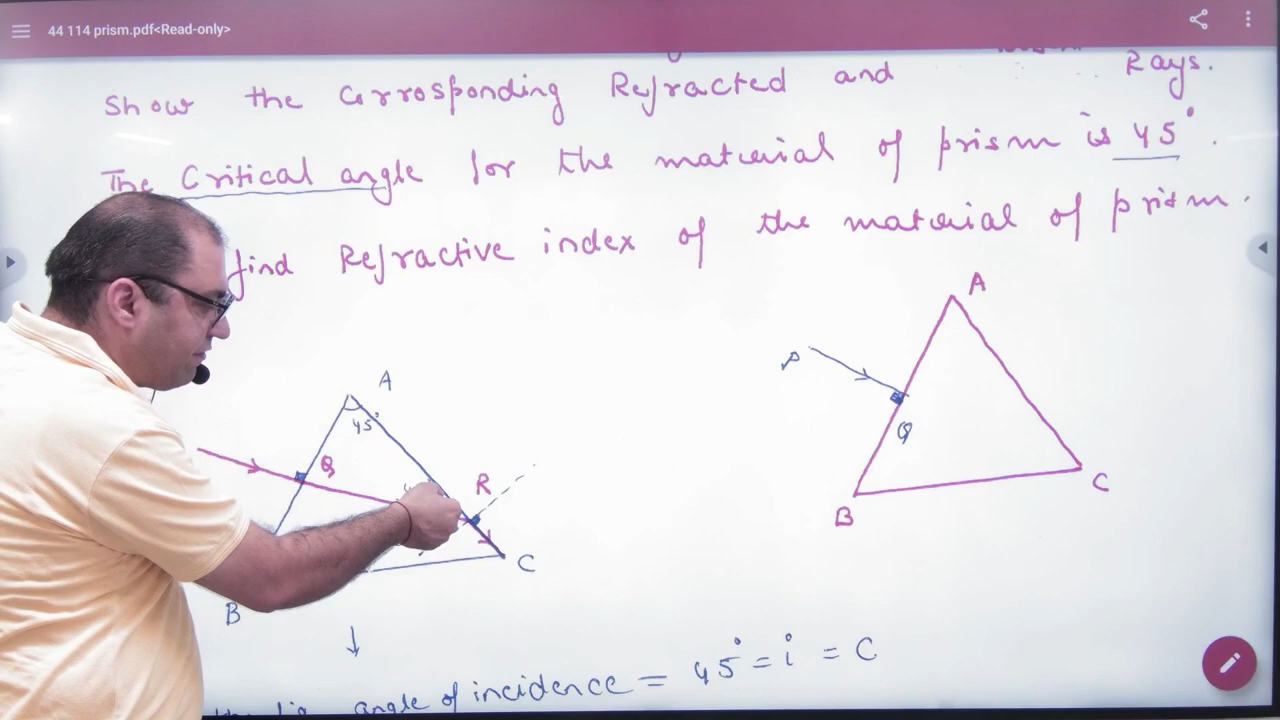 44 114 prism.pdf<Read-only>
Show the Corrosponding Refracted and Rays.
The Critical angle for the material of prism is 45°.
find Refractive index of the material of prism.
A
P
A
45°
Q
R
Q
C
C
B
B
angle of incidence = 45° = i = C